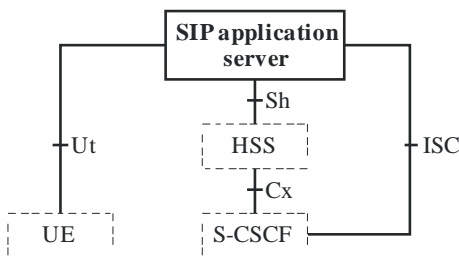 SIP application
server
Sh
Ut
HSS
ISC
Cx
UE
S-CSCF